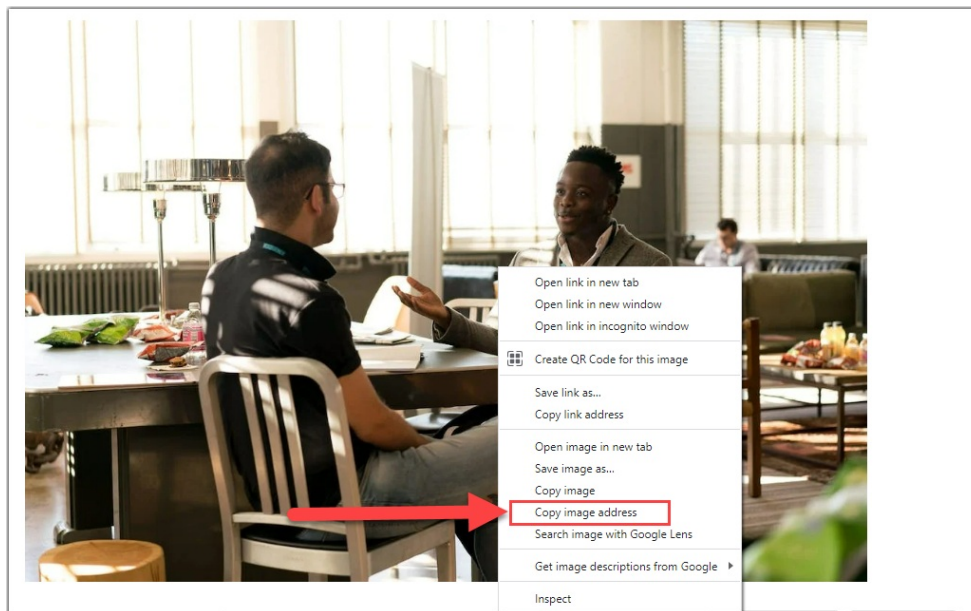 Open link in new tab
Open link in new window
Open link in incognito window
Create QR Code for this image
Save link as...
Copy link address
Open image in new tab
Save image as...
Copy image
Copy image address
Search image with Google Lens
Get image descriptions from Google
Inspect